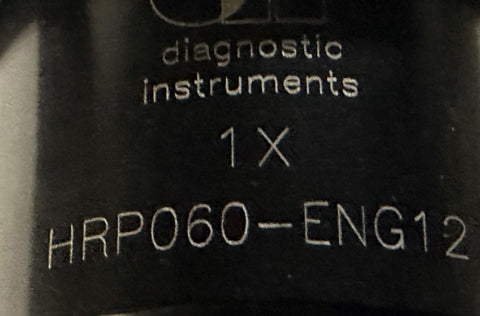 diagnostic
instruments
1X
HRP060-ENG12